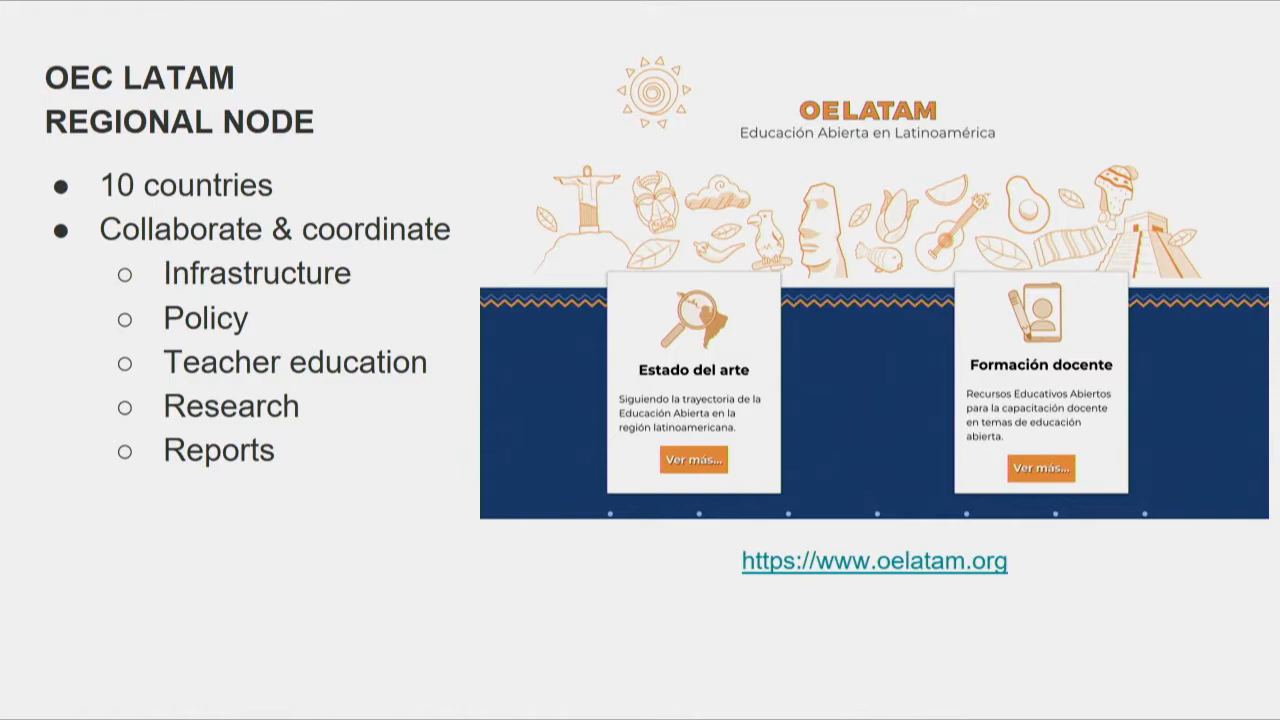 OEC LATAM
REGIONAL NODE
● 10 countries
● Collaborate & coordinate
○ Infrastructure
○ Policy
○ Teacher education
○ Research
○ Reports
OELATAM
Educación Abierta en Latinoamérica
Estado del arte
Siguiendo la trayectoria de la
Educación Abierta en la
región latinoamericana.
Ver más...
Formación docente
Recursos Educativos Abiertos
para la capacitación docente
en temas de educación
abierta.
Ver más...
https://www.oelatam.org